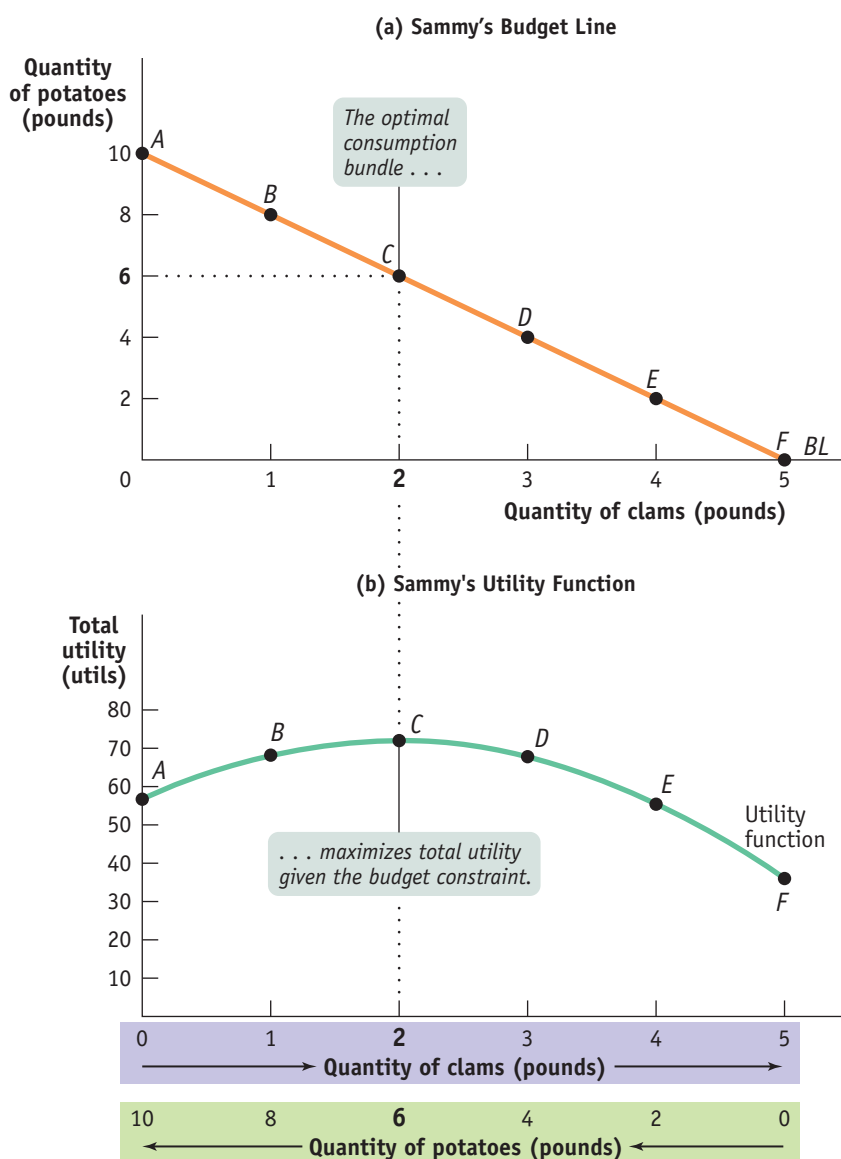 (a) Sammy's Budget Line
Quantity
of potatoes
(pounds)
The optimal
consumption
bundle . . .
10
8
6
4
2
A
B
C
D
E
F
BL
0
1
2
3
4
5
Quantity of clams (pounds)
(b) Sammy's Utility Function
Total
utility
(utils)
80
70
60
50
40
30
20
10
A
B
C
D
E
F
Utility
function
. . . maximizes total utility
given the budget constraint.
0
1
2
3
4
5
Quantity of clams (pounds)
10
8
6
4
2
0
Quantity of potatoes (pounds)